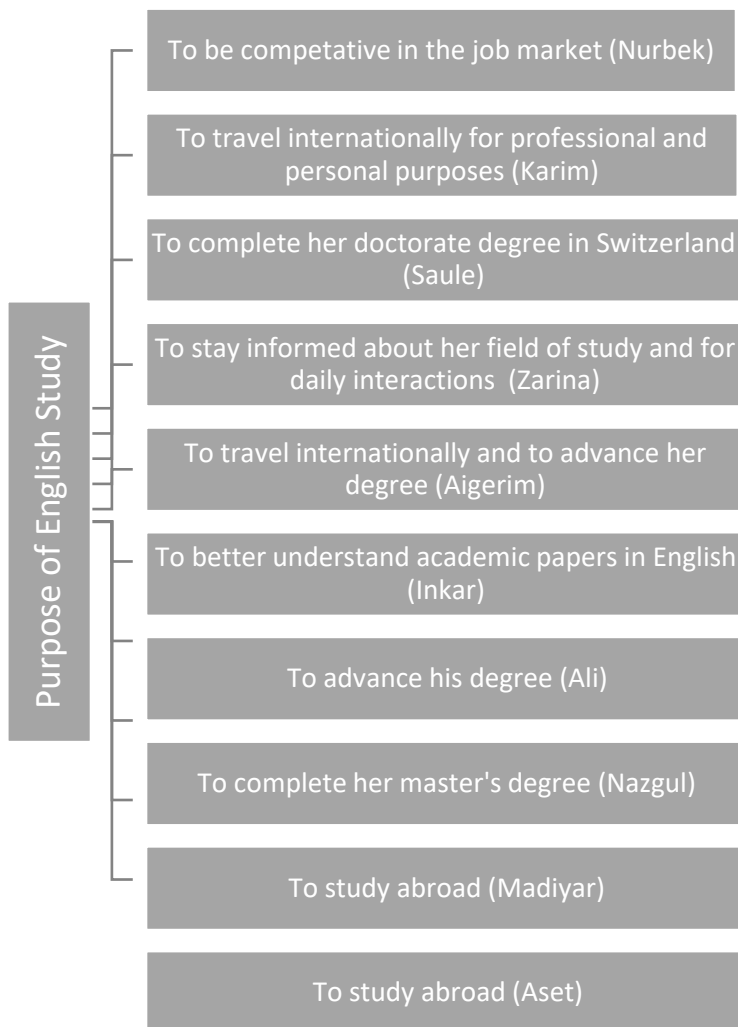 Purpose of English Study
To be competative in the job market (Nurbek)
To travel internationally for professional and
personal purposes (Karim)
To complete her doctorate degree in Switzerland
(Saule)
To stay informed about her field of study and for
daily interactions (Zarina)
To travel internationally and to advance her
degree (Aigerim)
To better understand academic papers in English
(Inkar)
To advance his degree (Ali)
To complete her master's degree (Nazgul)
To study abroad (Madiyar)
To study abroad (Aset)